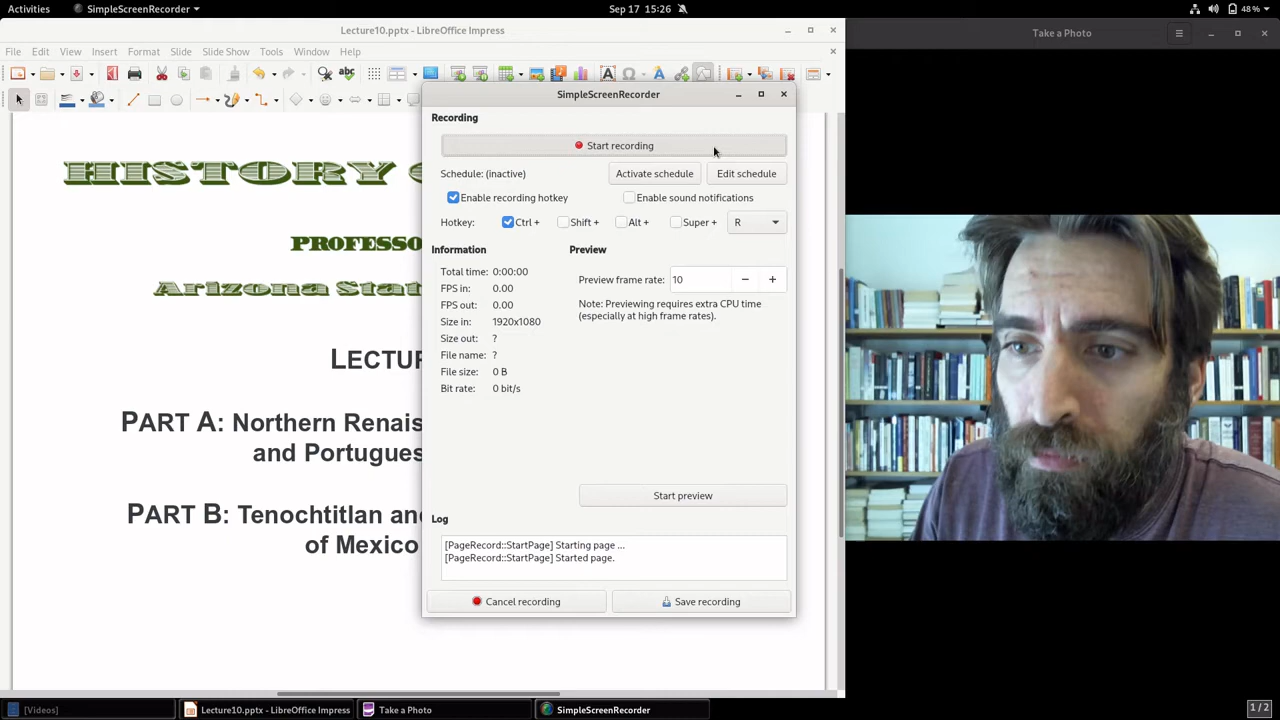 Activities SimpleScreenRecorder Sep 17 15:26 48%
Lecture10.pptx - LibreOffice Impress
Take a Photo
File Edit View Insert Format Slide Slide Show Tools Window Help
SimpleScreenRecorder
Recording
Start recording
Schedule: (inactive) Activate schedule Edit schedule
Enable recording hotkey Enable sound notifications
Hotkey: Ctrl + Shift + Alt + Super + R
Information Preview
Total time: 0:00:00
Preview frame rate: 10
FPS in: 0.00
FPS out: 0.00
Note: Previewing requires extra CPU time
(especially at high frame rates).
Size in: 1920x1080
Size out: ?
File name: ?
File size: 0 B
Bit rate: 0 bit/s
Start preview
Log
[PageRecord::StartPage] Starting page ...
[PageRecord::StartPage] Started page.
Cancel recording Save recording
HISTORY
PROFESSO
Arizona Stat
LECTU
PART A: Northern Renais
and Portugues
PART B: Tenochtitlan an
of Mexico
[Videos] Lecture10.pptx - LibreOffice Impress Take a Photo SimpleScreenRecorder 1 / 2